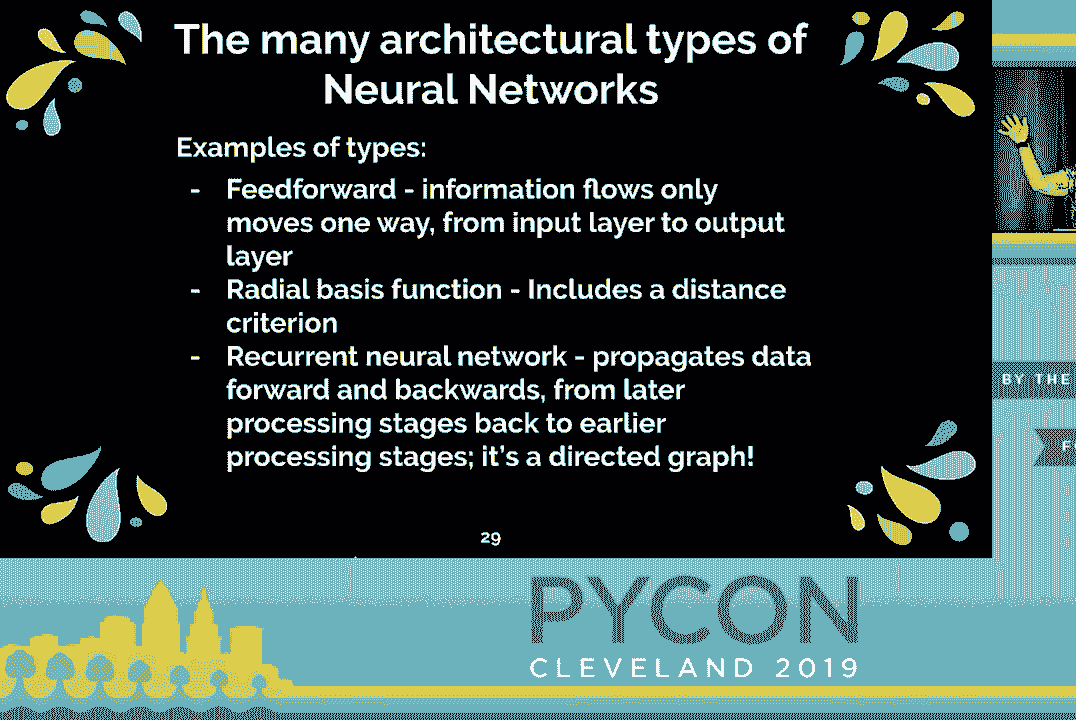 The many architectural types of
Neural Networks
Examples of types:
- Feedforward - information flows only
moves one way, from input layer to output
layer
- Radial basis function - Includes a distance
criterion
- Recurrent neural network - propagates data
forward and backwards, from later
processing stages back to earlier
processing stages; it's a directed graph!
29
BY THE
PYCON
CLEVELAND 2019